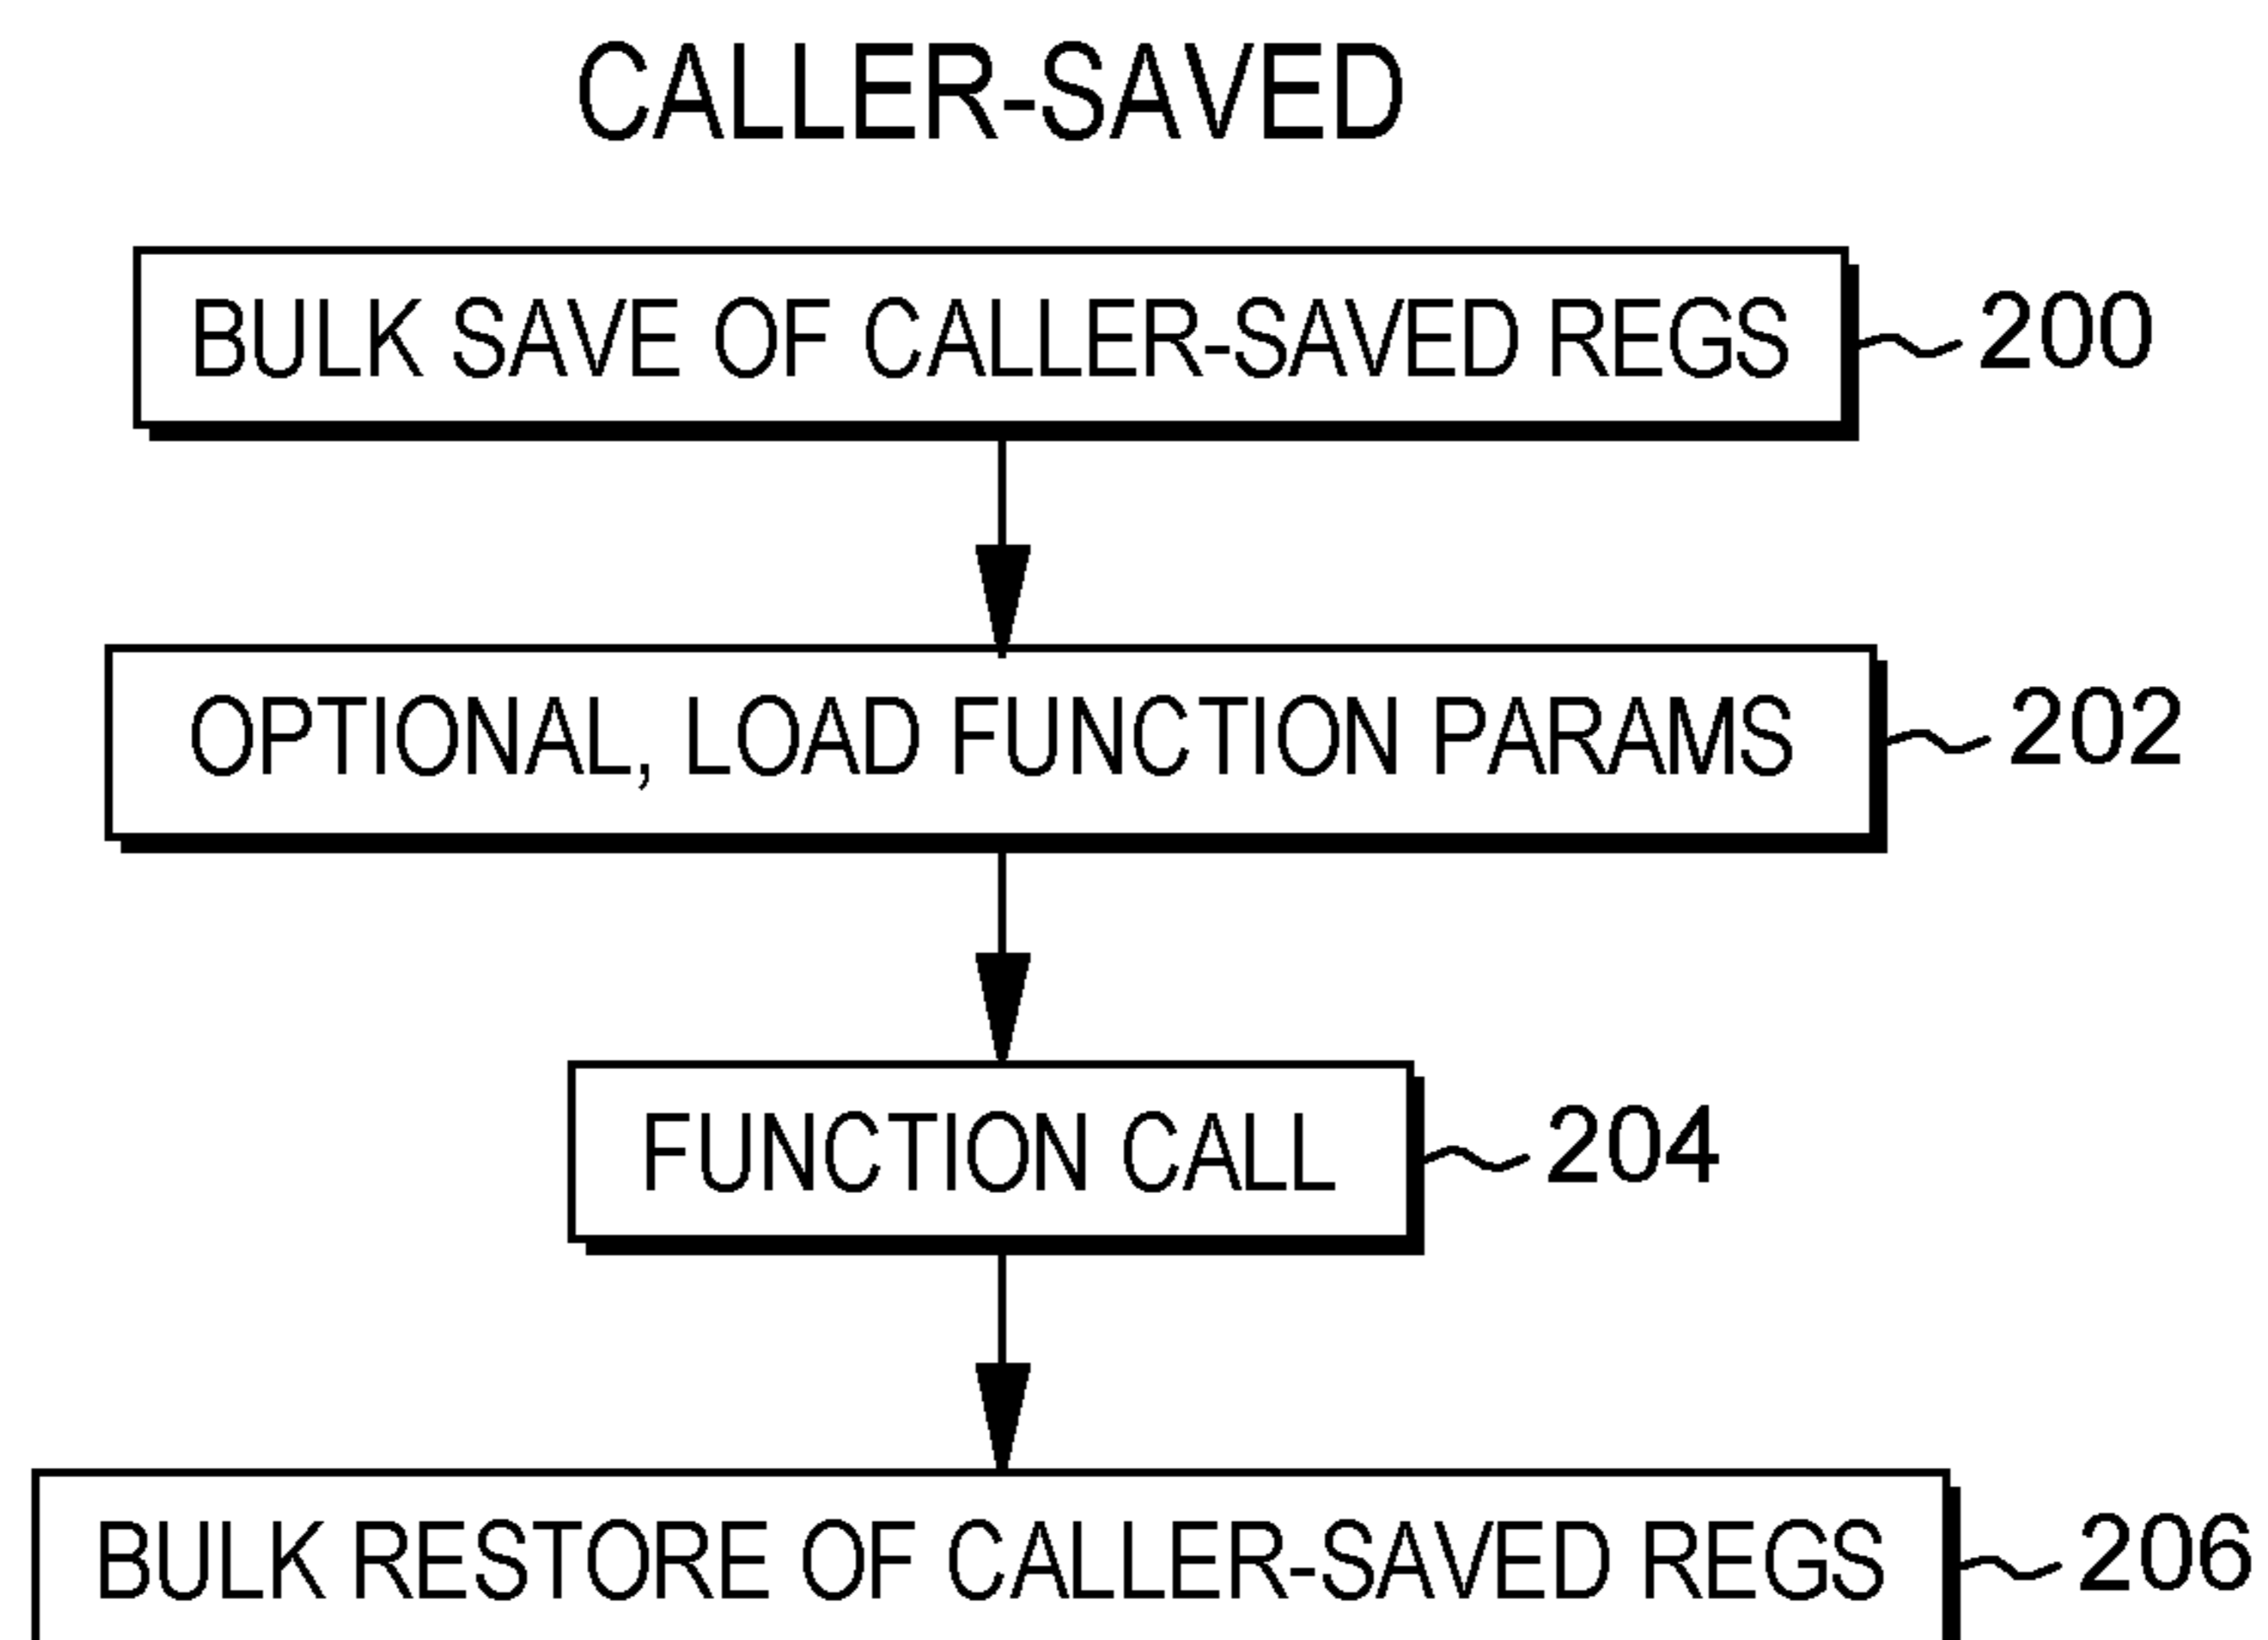 CALLER-SAVED
BULK SAVE OF CALLER-SAVED REGS 200
OPTIONAL, LOAD FUNCTION PARAMS 202
FUNCTION CALL 204
BULK RESTORE OF CALLER-SAVED REGS 206